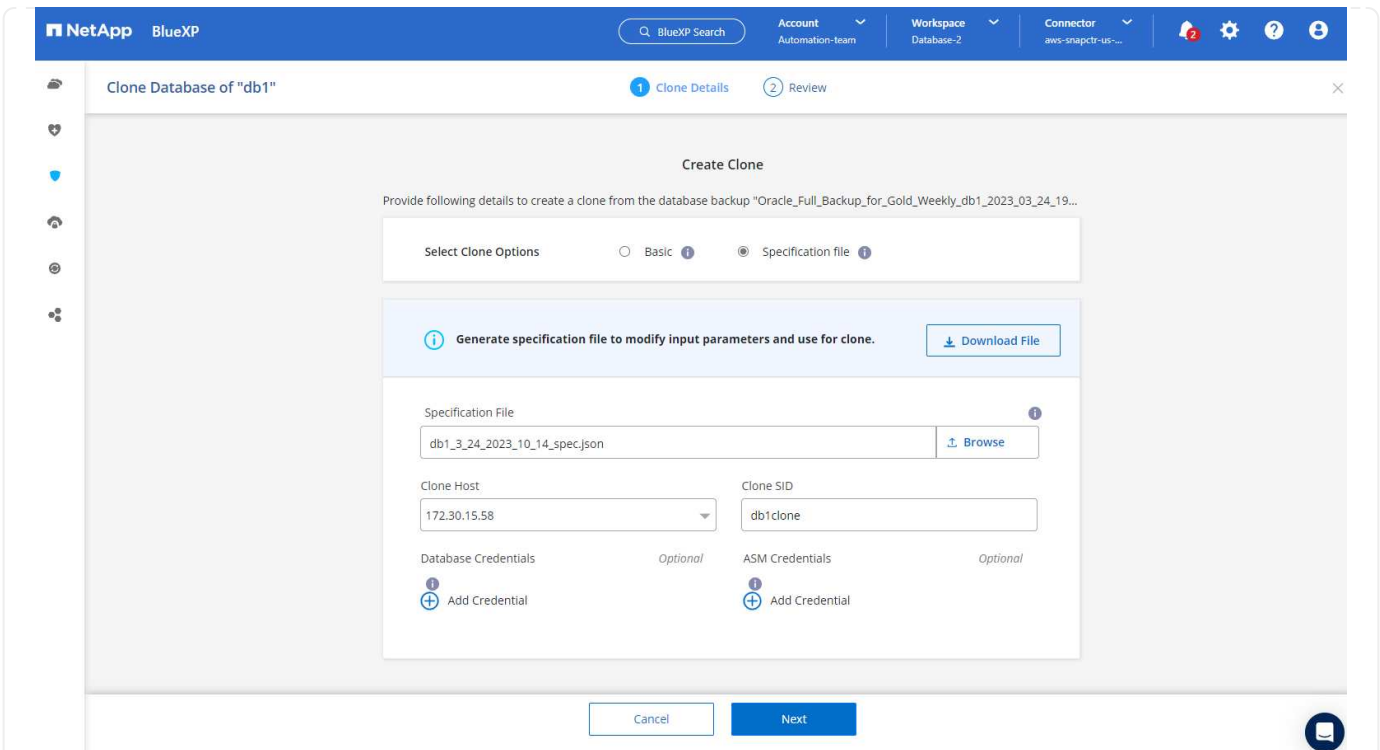 NetApp BlueXP
BlueXP Search
Account
Automation-team
Workspace
Database-2
Connector
aws-snapctr-us-...
2
Clone Database of "db1"
1 Clone Details
2 Review
Create Clone
Provide following details to create a clone from the database backup "Oracle_Full_Backup_for_Gold_Weekly_db1_2023_03_24_19...
Select Clone Options
Basic
Specification file
Generate specification file to modify input parameters and use for clone.
Download File
Specification File
db1_3_24_2023_10_14_spec.json
Browse
Clone Host
Clone SID
172.30.15.58
db1clone
Database Credentials Optional
ASM Credentials Optional
Add Credential
Add Credential
Cancel
Next